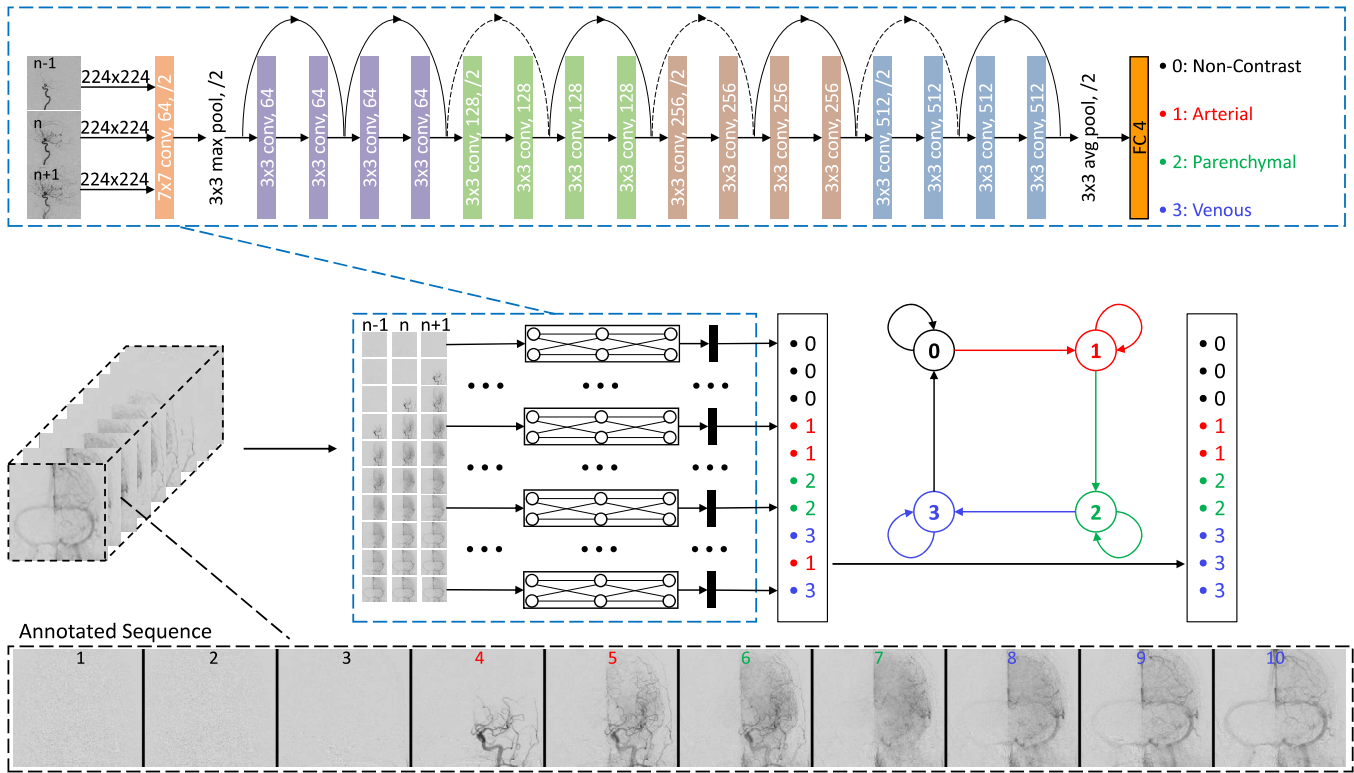 n-1
224x224
n
224x224
n+1
224x224
7x7 conv, 64, /2
3x3 max pool, /2
3x3 conv, 64
3x3 conv, 64
3x3 conv, 64
3x3 conv, 64
3x3 conv, 128, /2
3x3 conv, 128
3x3 conv, 128
3x3 conv, 128
3x3 conv, 256, /2
3x3 conv, 256
3x3 conv, 256
3x3 conv, 256
3x3 conv, 512, /2
3x3 conv, 512
3x3 conv, 512
3x3 conv, 512
3x3 avg pool, /2
FC 4
• 0: Non-Contrast
• 1: Arterial
• 2: Parenchymal
• 3: Venous
n-1 n n+1
• 0
• 0
• 0
• 1
• 1
• 2
• 2
• 3
• 1
• 3
0 1
3 2
• 0
• 0
• 0
• 1
• 1
• 2
• 2
• 3
• 3
• 3
Annotated Sequence
1 2 3 4 5 6 7 8 9 10